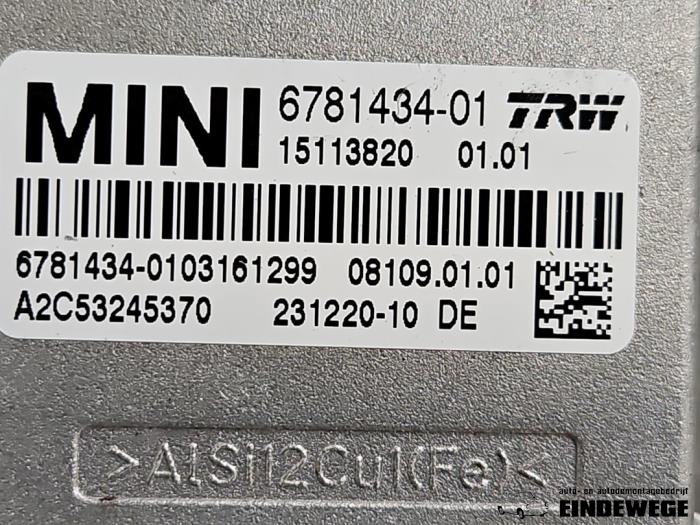 MINI 6781434-01 TRW
15113820 01.01
6781434-0103161299 08109.01.01
A2C53245370 231220-10 DE
>AlSi12Cu1(Fe)<
auto- en autodemontagebedrijf
EINDEWEGE